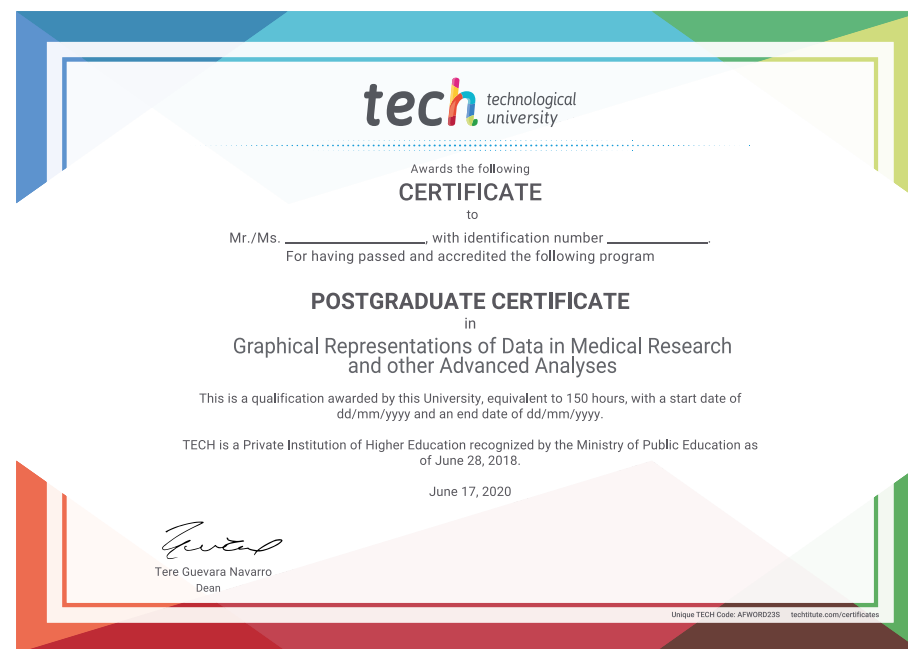 tech technological
university
Awards the following
CERTIFICATE
to
Mr./Ms. ____________________, with identification number ______________.
For having passed and accredited the following program
POSTGRADUATE CERTIFICATE
in
Graphical Representations of Data in Medical Research
and other Advanced Analyses
This is a qualification awarded by this University, equivalent to 150 hours, with a start date of
dd/mm/yyyy and an end date of dd/mm/yyyy.
TECH is a Private Institution of Higher Education recognized by the Ministry of Public Education as
of June 28, 2018.
June 17, 2020
Tere Guevara Navarro
Dean
Unique TECH Code: AFWORD23S techtitute.com/certificates